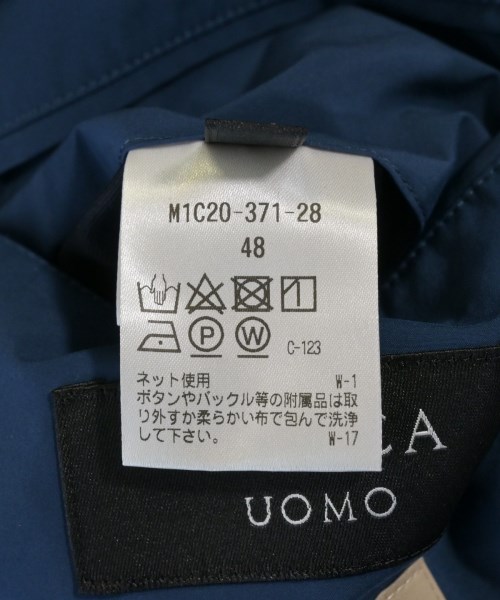 M1C20-371-28
48
P W C-123
ネット使用 W-1
ボタンやバックル等の附属品は取
り外すか柔らかい布で包んで洗浄
して下さい。 W-17
CA
UOMO